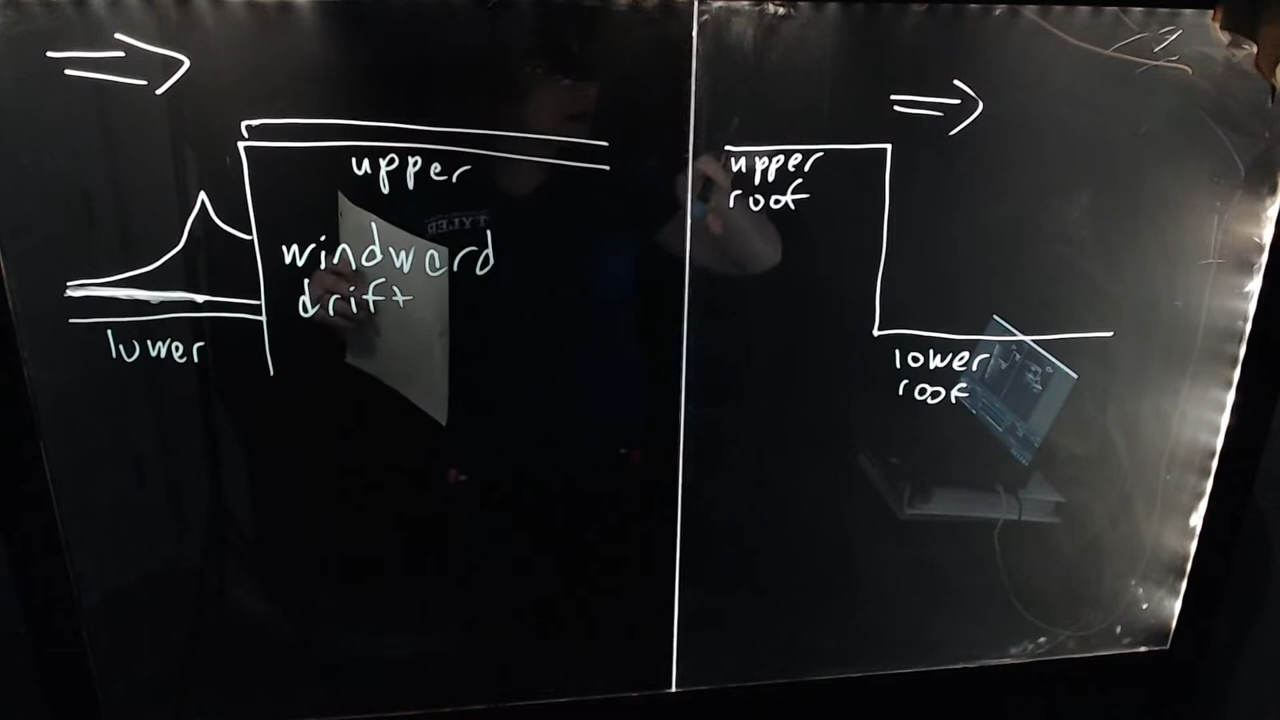 upper
windward
drift
lower
upper
roof
lower
roof